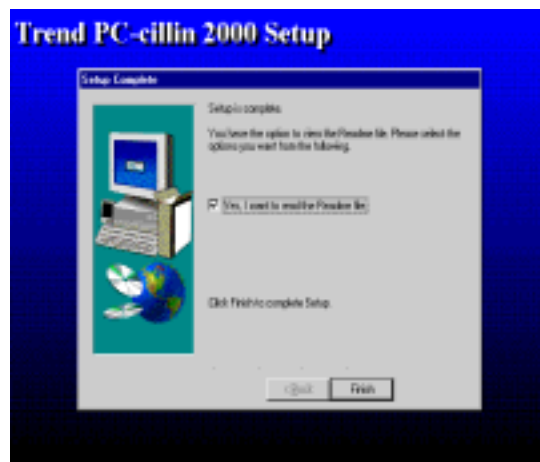 Trend PC-cillin 2000 Setup
Setup Complete
Setup is complete.
You have the option to view the Readme file. Please select the
options you want from the following.
Yes, I want to read the Readme file
Click Finish to complete Setup.
< Back
Finish